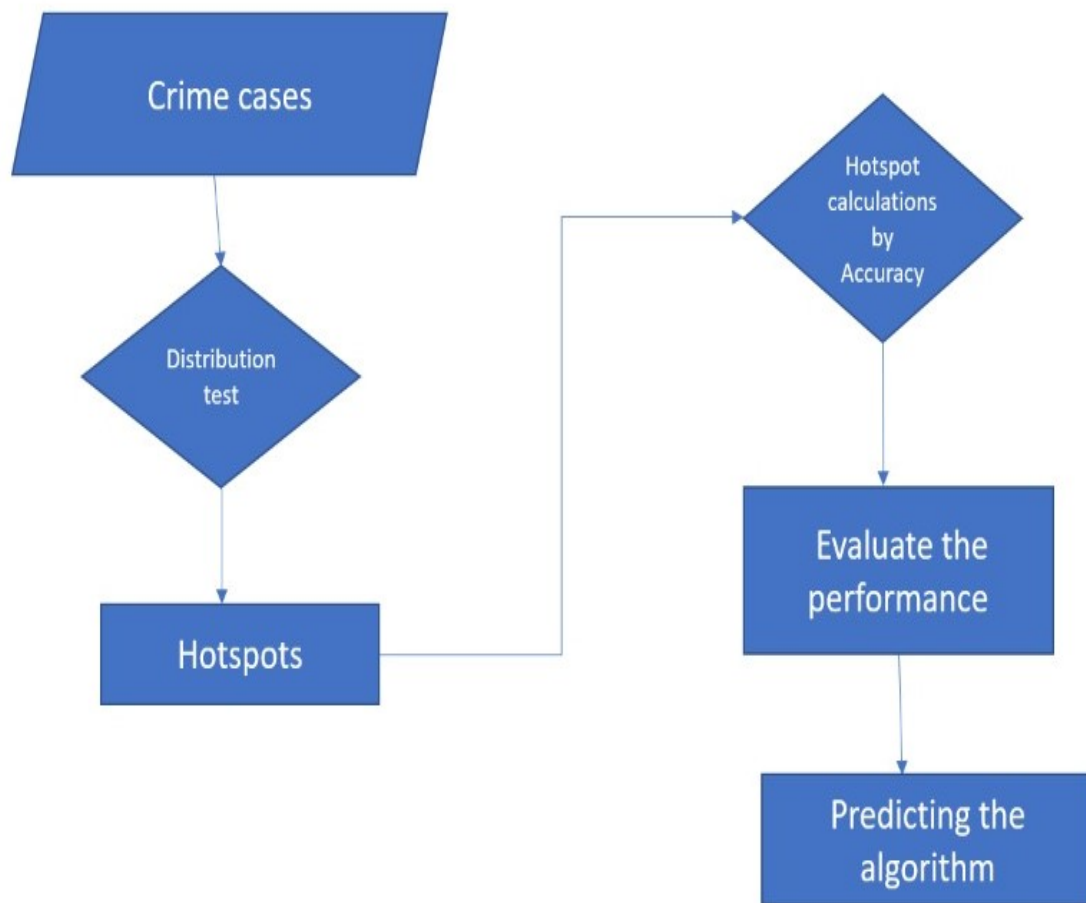 Crime cases
Distribution
test
Hotspots
Hotspot
calculations
by
Accuracy
Evaluate the
performance
Predicting the
algorithm